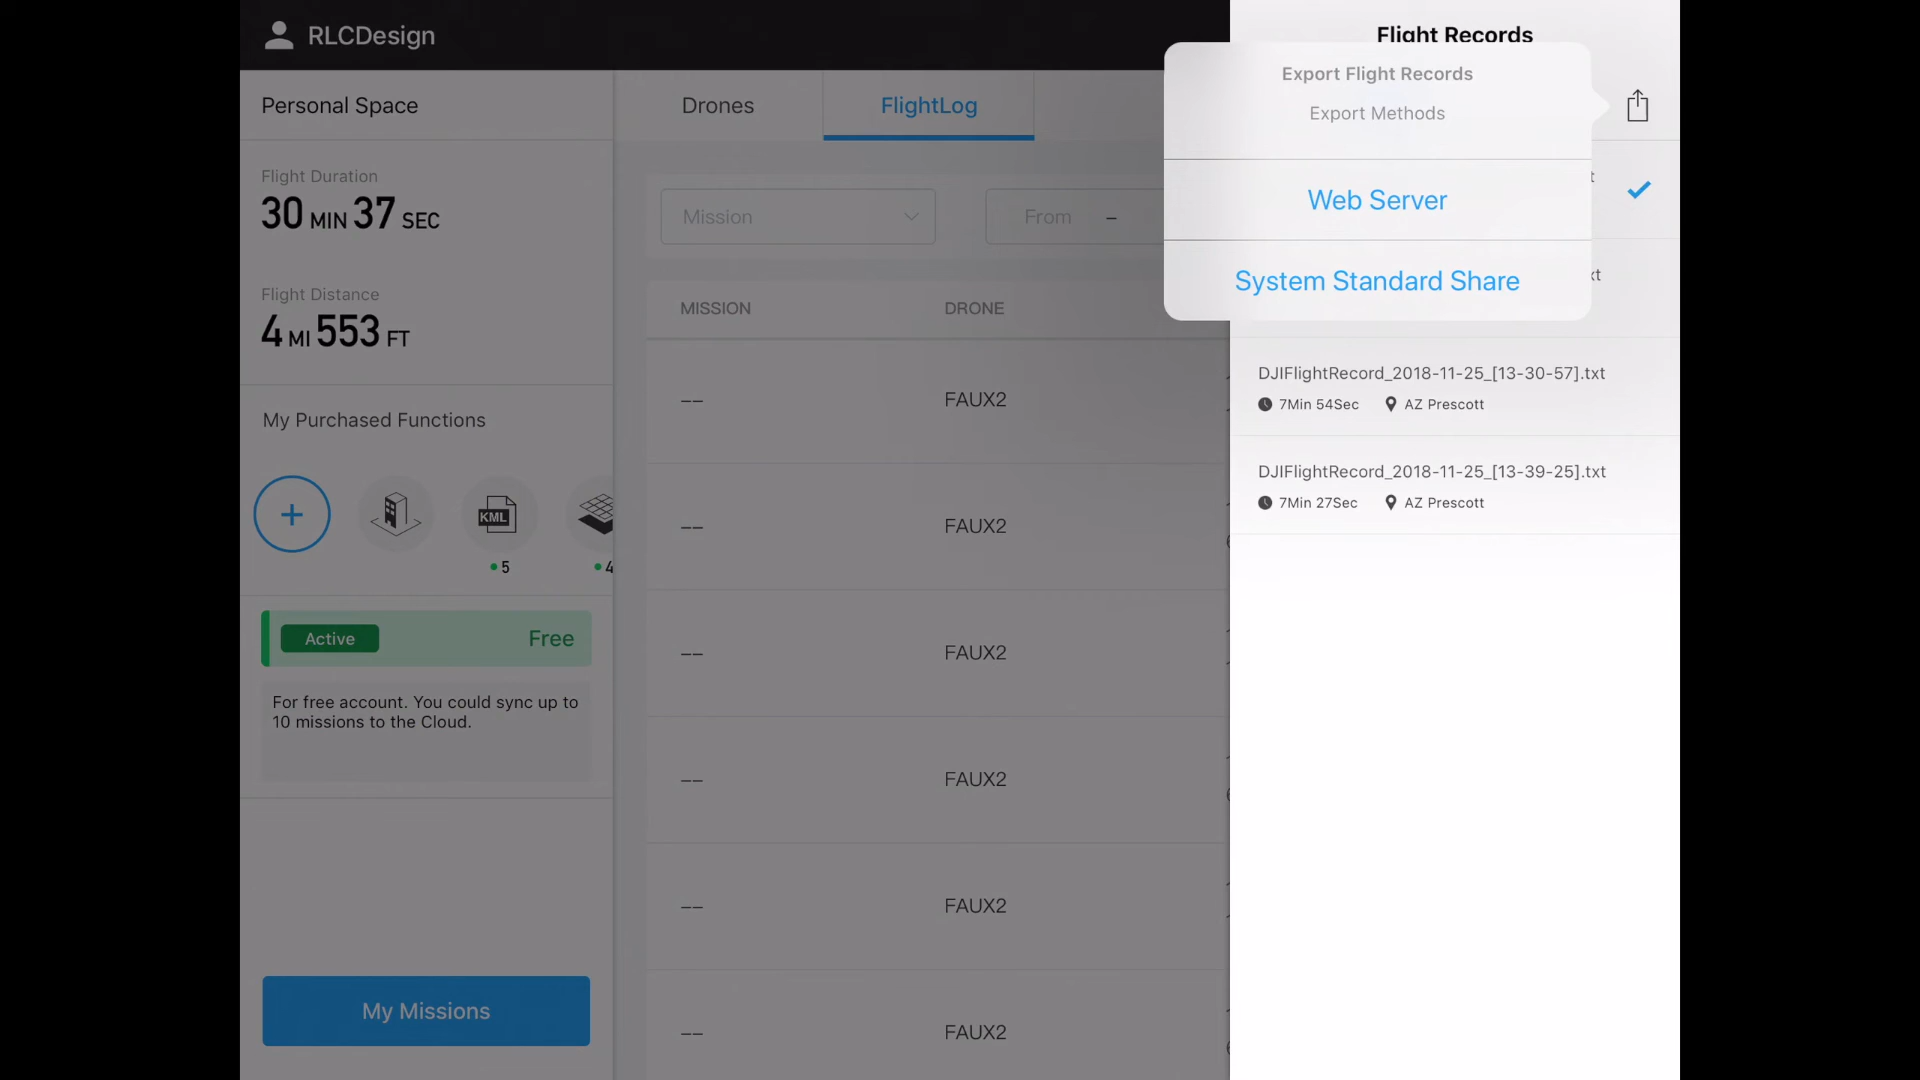 RLCDesign
Personal Space
Flight Duration
30 MIN 37 SEC
Flight Distance
4 MI 553 FT
My Purchased Functions
KML
5
4
Active
Free
For free account. You could sync up to
10 missions to the Cloud.
My Missions
Drones
FlightLog
Mission
From –
MISSION
DRONE
-- FAUX2
-- FAUX2
-- FAUX2
-- FAUX2
-- FAUX2
-- FAUX2
Flight Records
Export Flight Records
Export Methods
Web Server
System Standard Share
DJIFlightRecord_2018-11-25_[13-30-57].txt
7Min 54Sec AZ Prescott
DJIFlightRecord_2018-11-25_[13-39-25].txt
7Min 27Sec AZ Prescott